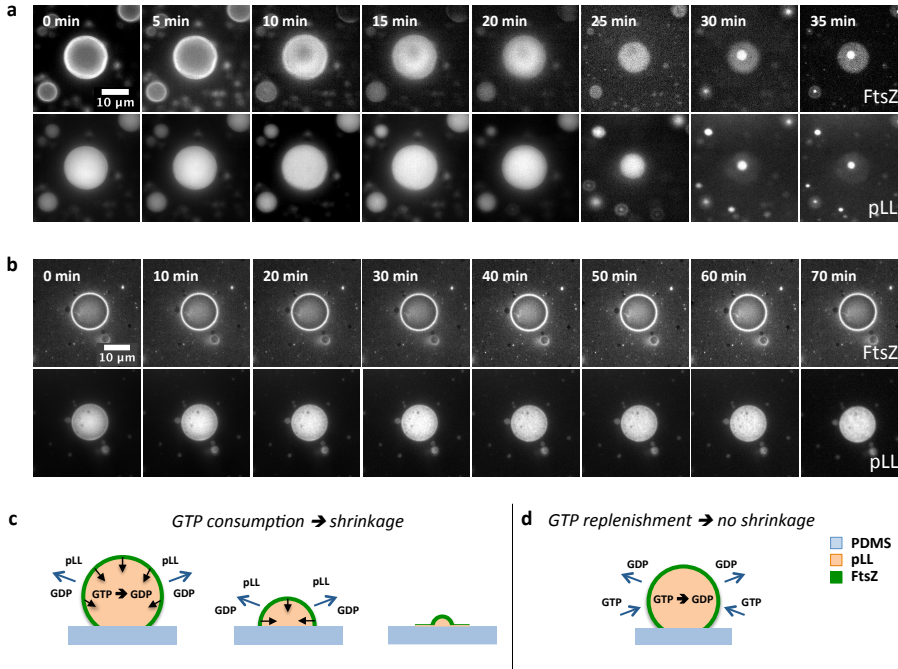 a
0 min 5 min 10 min 15 min 20 min 25 min 30 min 35 min
10 μm
FtsZ
pLL
b
0 min 10 min 20 min 30 min 40 min 50 min 60 min 70 min
10 μm
FtsZ
pLL
c
GTP consumption ➔ shrinkage
pLL pLL
GDP GTP ➔ GDP GDP
pLL pLL
GDP GDP
d
GTP replenishment ➔ no shrinkage
GDP GDP
GTP GTP ➔ GDP GTP
PDMS
pLL
FtsZ